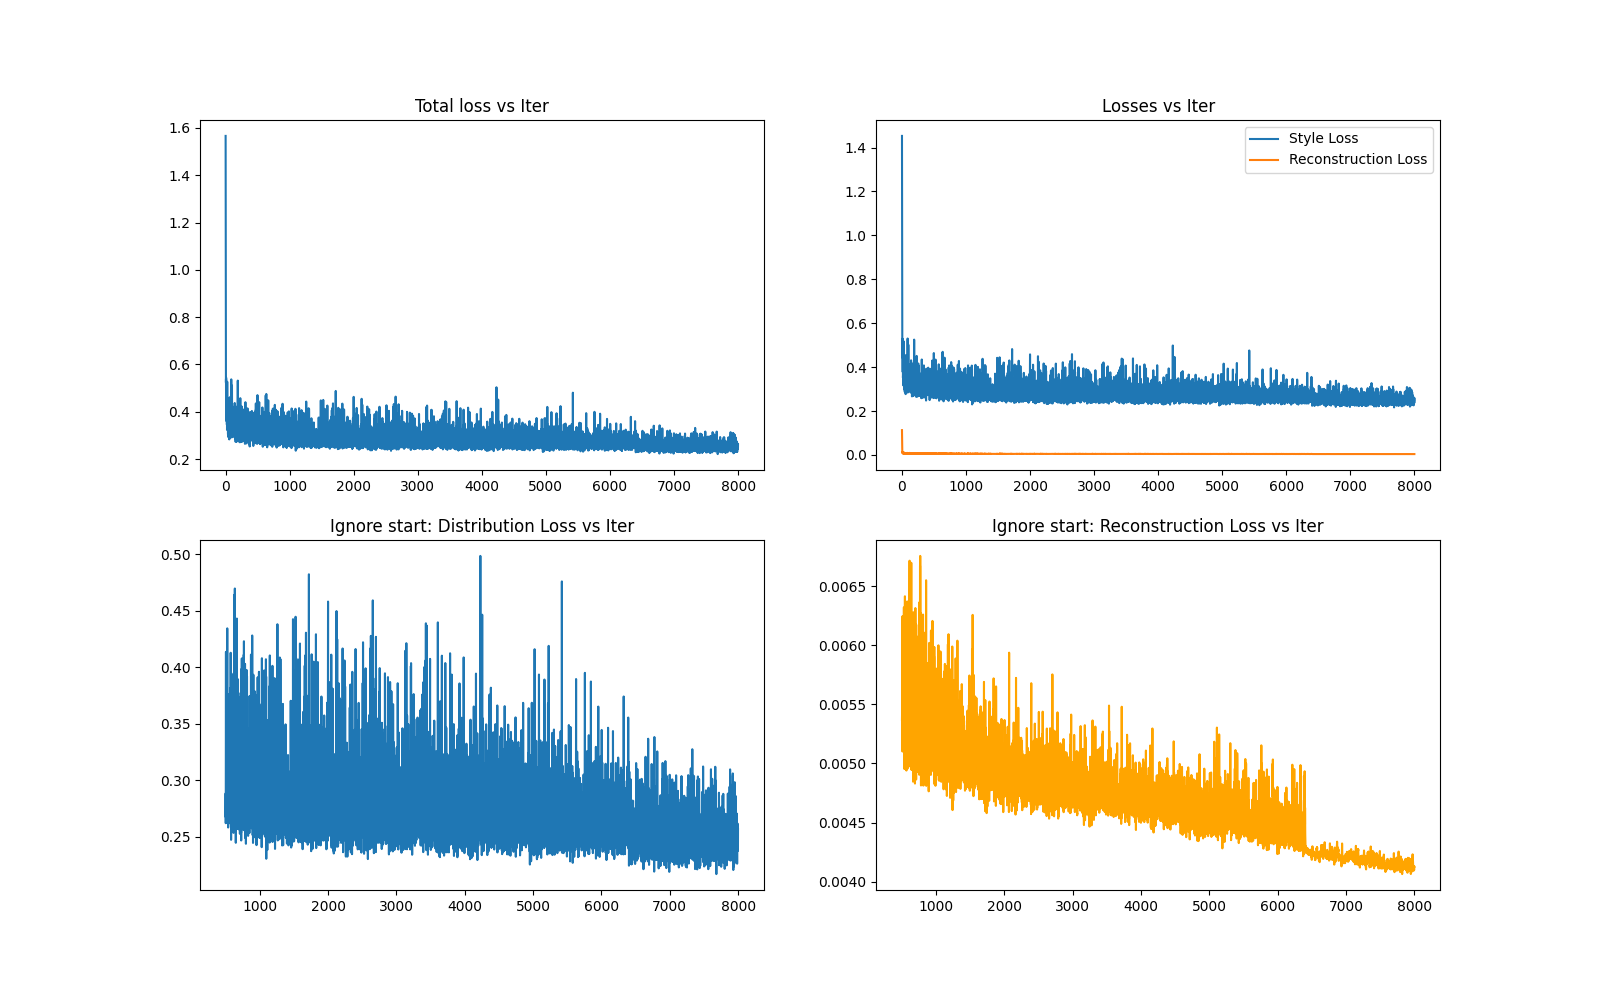 Total loss vs Iter
1.6
1.4
1.2
1.0
0.8
0.6
0.4
0.2
0 1000 2000 3000 4000 5000 6000 7000 8000
Losses vs Iter
Style Loss
Reconstruction Loss
1.4
1.2
1.0
0.8
0.6
0.4
0.2
0.0
0 1000 2000 3000 4000 5000 6000 7000 8000
Ignore start: Distribution Loss vs Iter
0.50
0.45
0.40
0.35
0.30
0.25
1000 2000 3000 4000 5000 6000 7000 8000
Ignore start: Reconstruction Loss vs Iter
0.0065
0.0060
0.0055
0.0050
0.0045
0.0040
1000 2000 3000 4000 5000 6000 7000 8000